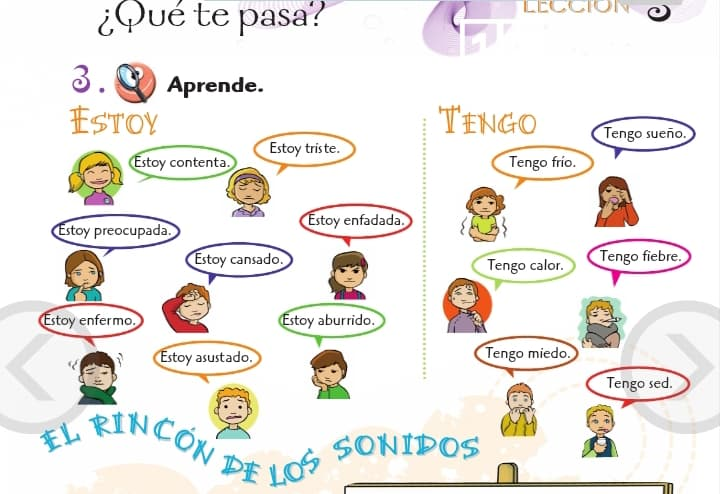 ¿Qué te pasa?
LECCIÓN 3
3. Aprende.
ESTOY
Estoy contenta.
Estoy triste.
Estoy preocupada.
Estoy enfadada.
Estoy cansado.
Estoy enfermo.
Estoy aburrido.
Estoy asustado.
TENGO
Tengo sueño.
Tengo frío.
Tengo calor.
Tengo fiebre.
Tengo miedo.
Tengo sed.
EL RINCÓN DE LOS SONIDOS